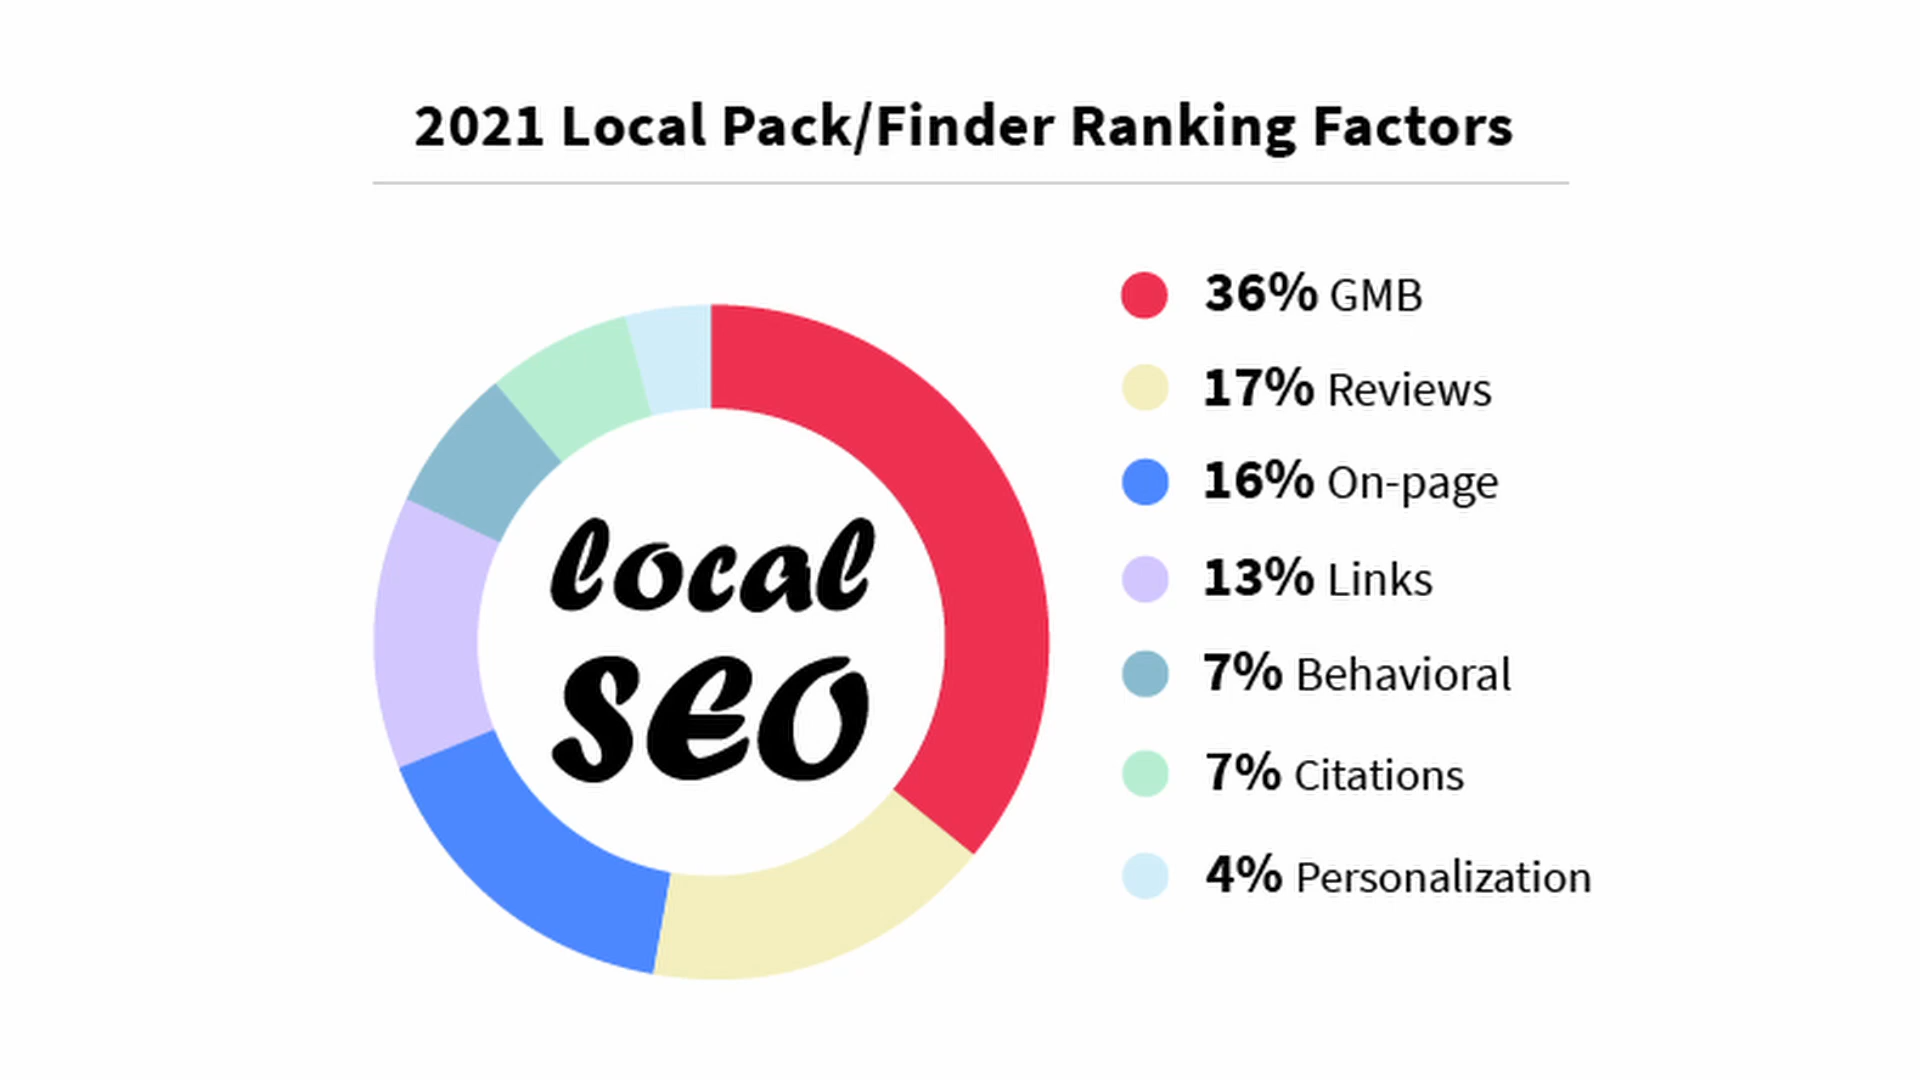 2021 Local Pack/Finder Ranking Factors
36% GMB
17% Reviews
16% On-page
13% Links
7% Behavioral
7% Citations
4% Personalization
local
SEO